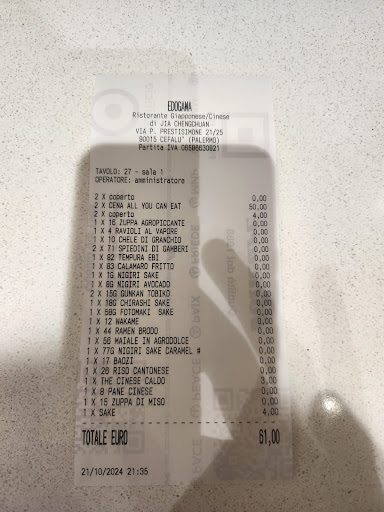 EDOGAWA
Ristorante Giapponese/Cinese
di JIA CHENGCHUAN
VIA P. PRESTISIMONE 21/25
90015 CEFALU' (PALERMO)
Partita IVA 06586630821
TAVOLO: 27 - sala 1
OPERATORE: amministratore
2 X coperto 0,00
2 X CENA ALL YOU CAN EAT 50,00
2 X coperto 4,00
1 X 16 ZUPPA AGROPICCANTE 0,00
1 X 4 RAVIOLI AL VAPORE 0,00
1 X 10 CHELE DI GRANCHIO 0,00
2 X 71 SPIEDINI DI GAMBERI 0,00
1 X 82 TEMPURA EBI 0,00
1 X 83 CALAMARO FRITTO 0,00
1 X 1G NIGIRI SAKE 0,00
1 X 6G NIGIRI AVOCADO 0,00
2 X 15G GUNKAN TOBIKO 0,00
1 X 18G CHIRASHI SAKE 0,00
1 X 58G FOTOMAKI SAKE 0,00
1 X 12 WAKAME 0,00
1 X 44 RAMEN BRODO 0,00
1 X 56 MAIALE IN AGRODOLCE 0,00
1 X 77G NIGIRI SAKE CARAMEL # 0,00
1 X 17 BAOZI 0,00
1 X 26 RISO CANTONESE 0,00
1 X THE CINESE CALDO 3,00
1 X 8 PANE CINESE 0,00
1 X 15 ZUPPA DI MISO 0,00
1 X SAKE 4,00
TOTALE EURO 61,00
21/10/2024 21:35